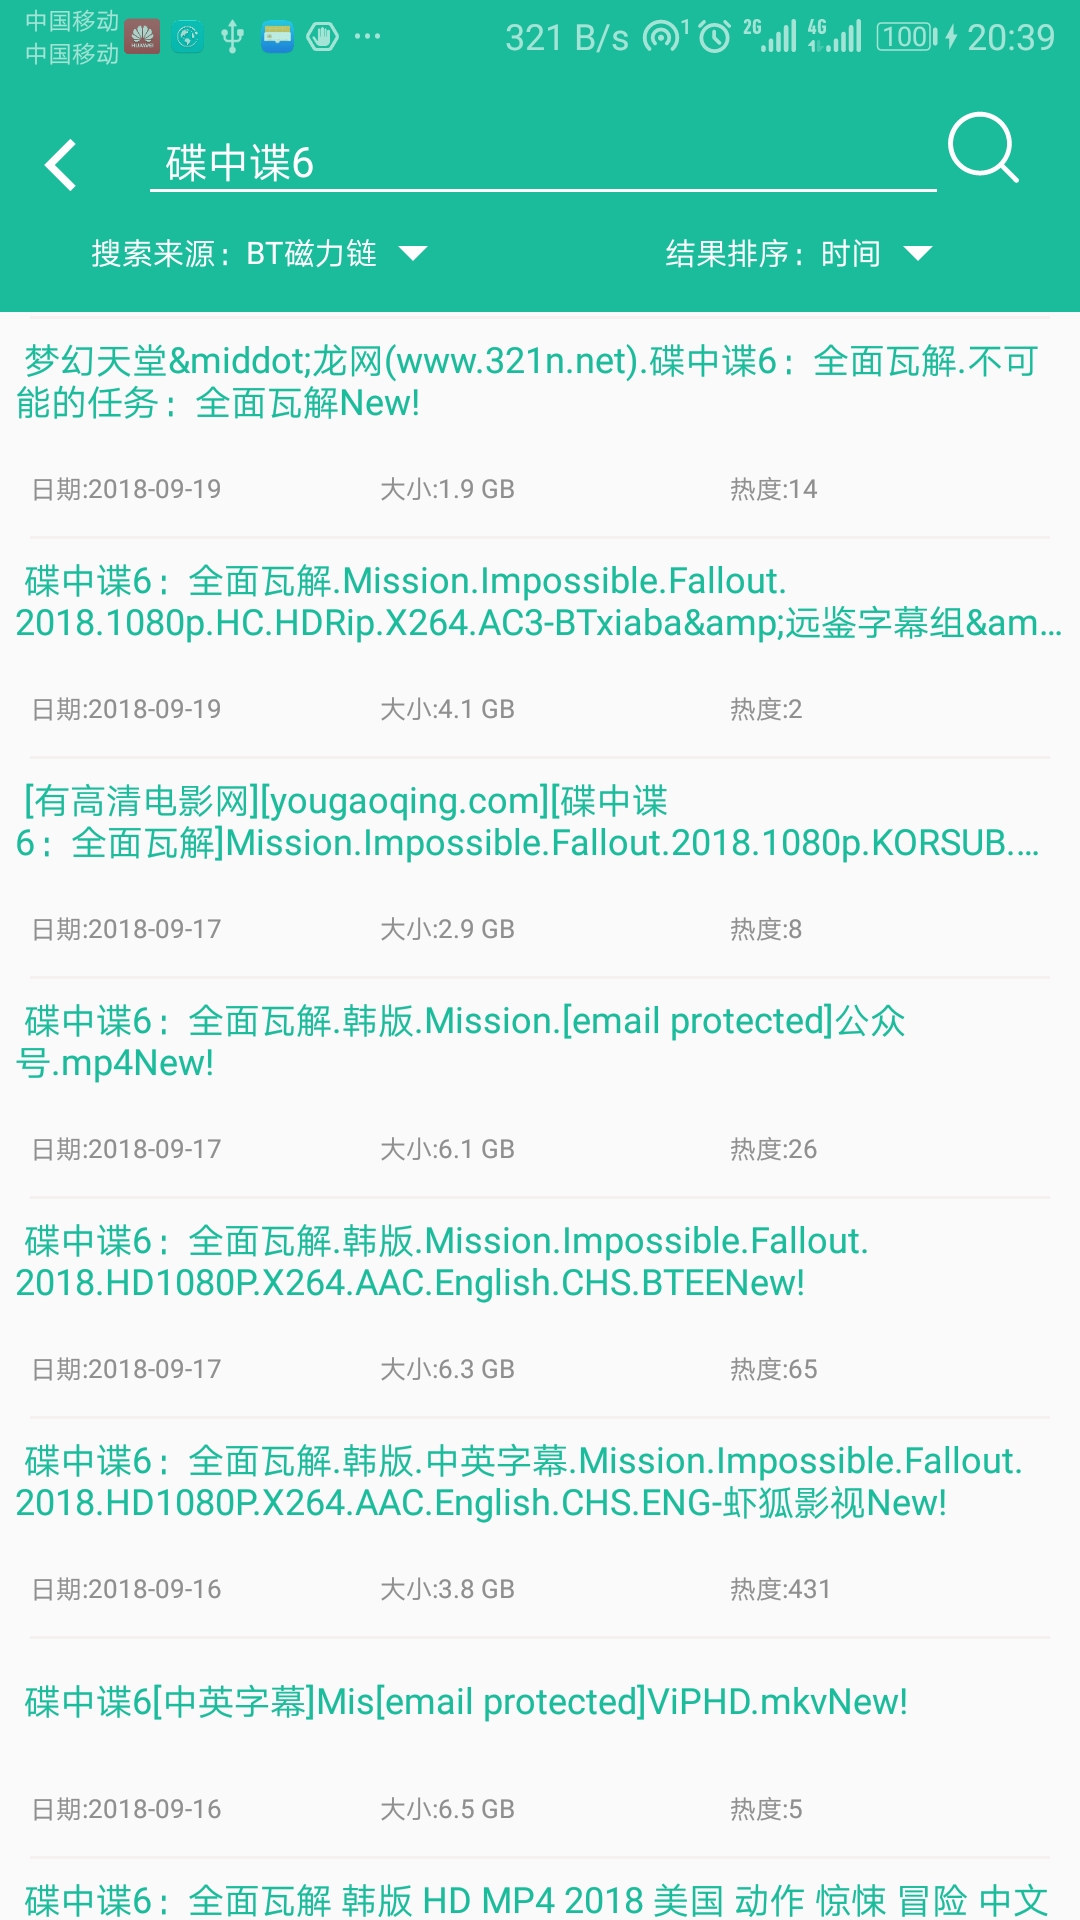 中国移动
中国移动
HUAWEI
321 B/s
1
2G
4G
100
20:39
碟中谍6
搜索来源：BT磁力链
结果排序：时间
梦幻天堂&middot;龙网(www.321n.net).碟中谍6：全面瓦解.不可
能的任务：全面瓦解New!
日期:2018-09-19
大小:1.9 GB
热度:14
碟中谍6：全面瓦解.Mission.Impossible.Fallout.
2018.1080p.HC.HDRip.X264.AC3-BTxiaba&amp;远鉴字幕组&am...
日期:2018-09-19
大小:4.1 GB
热度:2
[有高清电影网][yougaoqing.com][碟中谍
6：全面瓦解]Mission.Impossible.Fallout.2018.1080p.KORSUB....
日期:2018-09-17
大小:2.9 GB
热度:8
碟中谍6：全面瓦解.韩版.Mission.[email protected]公众
号.mp4New!
日期:2018-09-17
大小:6.1 GB
热度:26
碟中谍6：全面瓦解.韩版.Mission.Impossible.Fallout.
2018.HD1080P.X264.AAC.English.CHS.BTEENew!
日期:2018-09-17
大小:6.3 GB
热度:65
碟中谍6：全面瓦解.韩版.中英字幕.Mission.Impossible.Fallout.
2018.HD1080P.X264.AAC.English.CHS.ENG-虾狐影视New!
日期:2018-09-16
大小:3.8 GB
热度:431
碟中谍6[中英字幕]Mis[email protected]ViPHD.mkvNew!
日期:2018-09-16
大小:6.5 GB
热度:5
碟中谍6：全面瓦解 韩版 HD MP4 2018 美国 动作 惊悚 冒险 中文